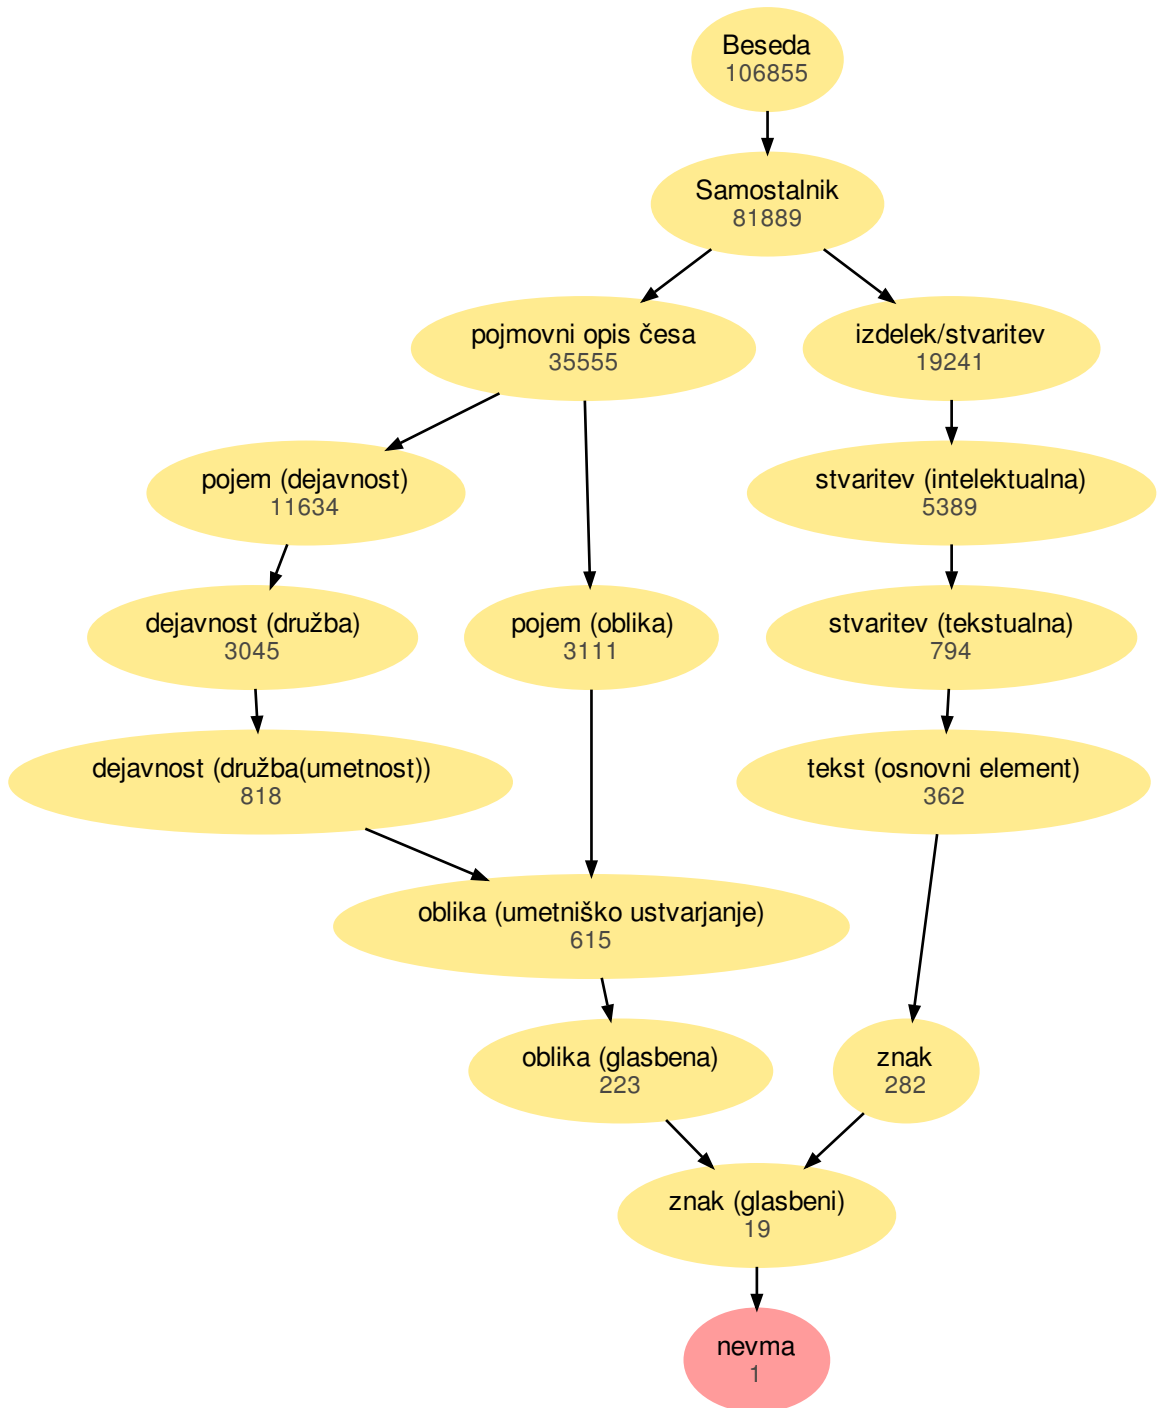 Beseda
106855
Samostalnik
81889
pojmovni opis česa
35555
izdelek/stvaritev
19241
pojem (dejavnost)
11634
stvaritev (intelektualna)
5389
dejavnost (družba)
3045
pojem (oblika)
3111
stvaritev (tekstualna)
794
dejavnost (družba(umetnost))
818
tekst (osnovni element)
362
oblika (umetniško ustvarjanje)
615
oblika (glasbena)
223
znak
282
znak (glasbeni)
19
nevma
1